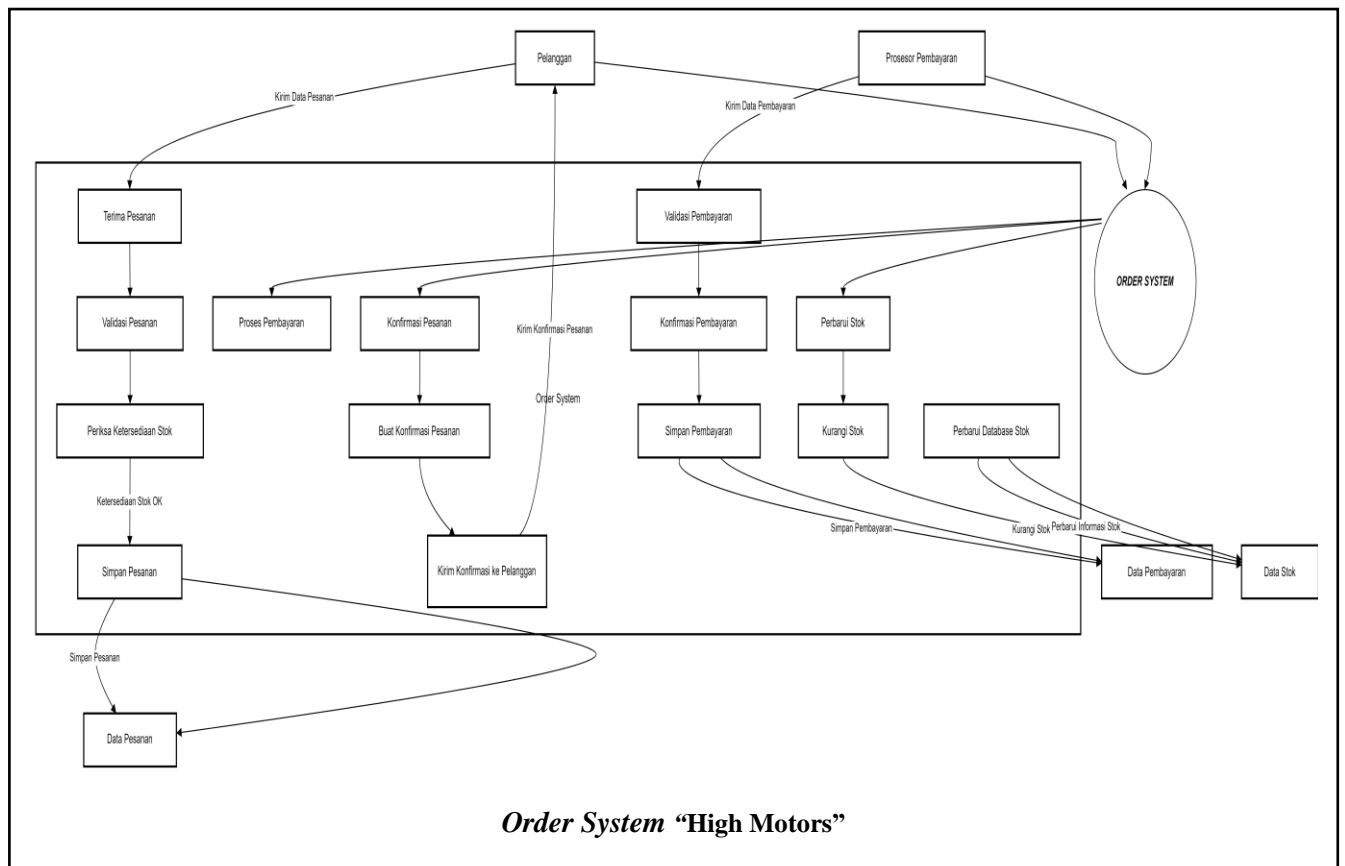 Pelanggan
Prosesor Pembayaran
Kirim Data Pesanan
Kirim Data Pembayaran
Terima Pesanan
Validasi Pembayaran
ORDER SYSTEM
Validasi Pesanan
Proses Pembayaran
Konfirmasi Pesanan
Kirim Konfirmasi Pesanan
Konfirmasi Pembayaran
Perbarui Stok
Order System
Periksa Ketersediaan Stok
Buat Konfirmasi Pesanan
Simpan Pembayaran
Kurangi Stok
Perbarui Database Stok
Ketersediaan Stok OK
Simpan Pembayaran
Kurangi Stok
Perbarui Informasi Stok
Simpan Pesanan
Kirim Konfirmasi ke Pelanggan
Data Pembayaran
Data Stok
Simpan Pesanan
Data Pesanan
Order System “High Motors”